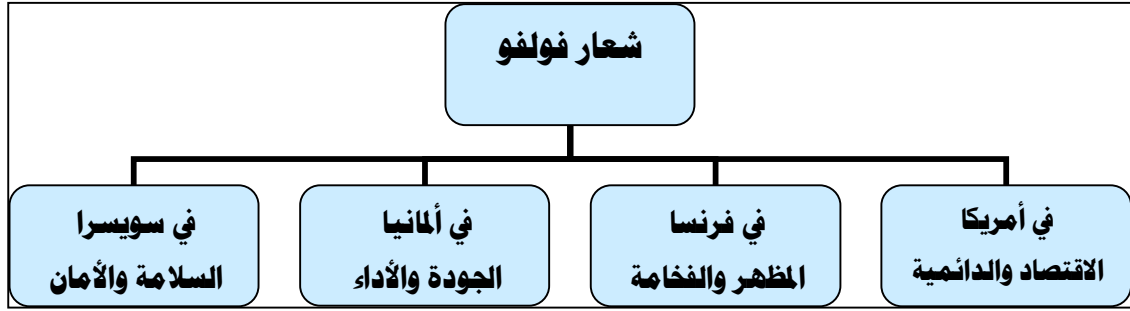 شعار فولفو
في أمريكا
الاقتصاد والدائمية
في فرنسا
المظهر والفخامة
في ألمانيا
الجودة والأداء
في سويسرا
السلامة والأمان